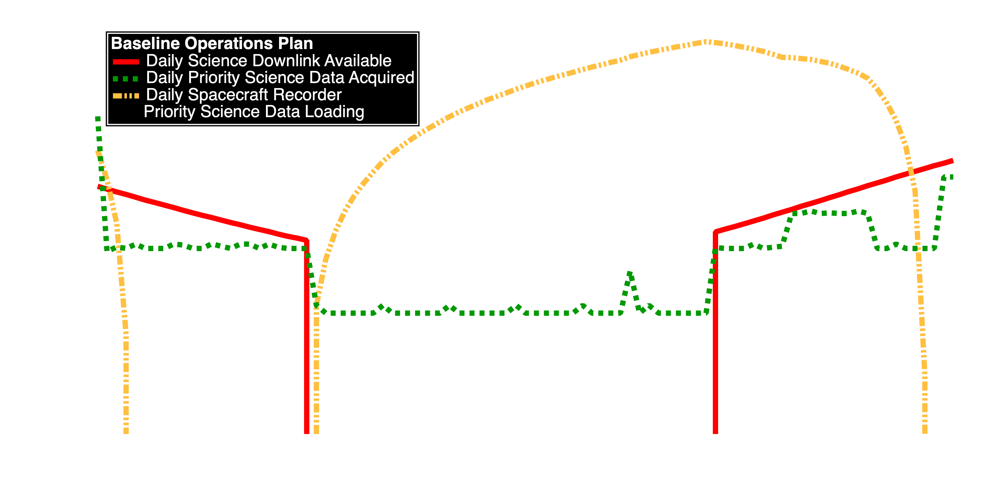 Baseline Operations Plan
Daily Science Downlink Available
Daily Priority Science Data Acquired
Daily Spacecraft Recorder
Priority Science Data Loading